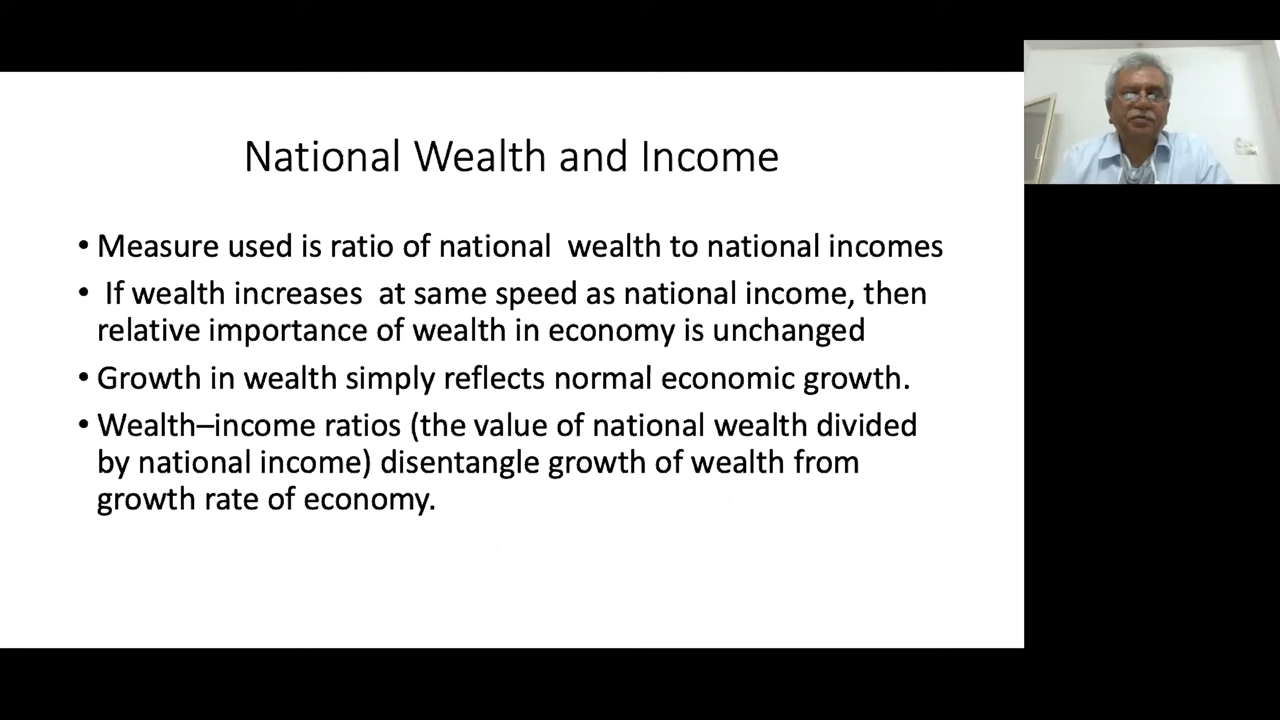 National Wealth and Income
• Measure used is ratio of national  wealth to national incomes
•  If wealth increases  at same speed as national income, then
relative importance of wealth in economy is unchanged
• Growth in wealth simply reflects normal economic growth.
• Wealth–income ratios (the value of national wealth divided
by national income) disentangle growth of wealth from
growth rate of economy.